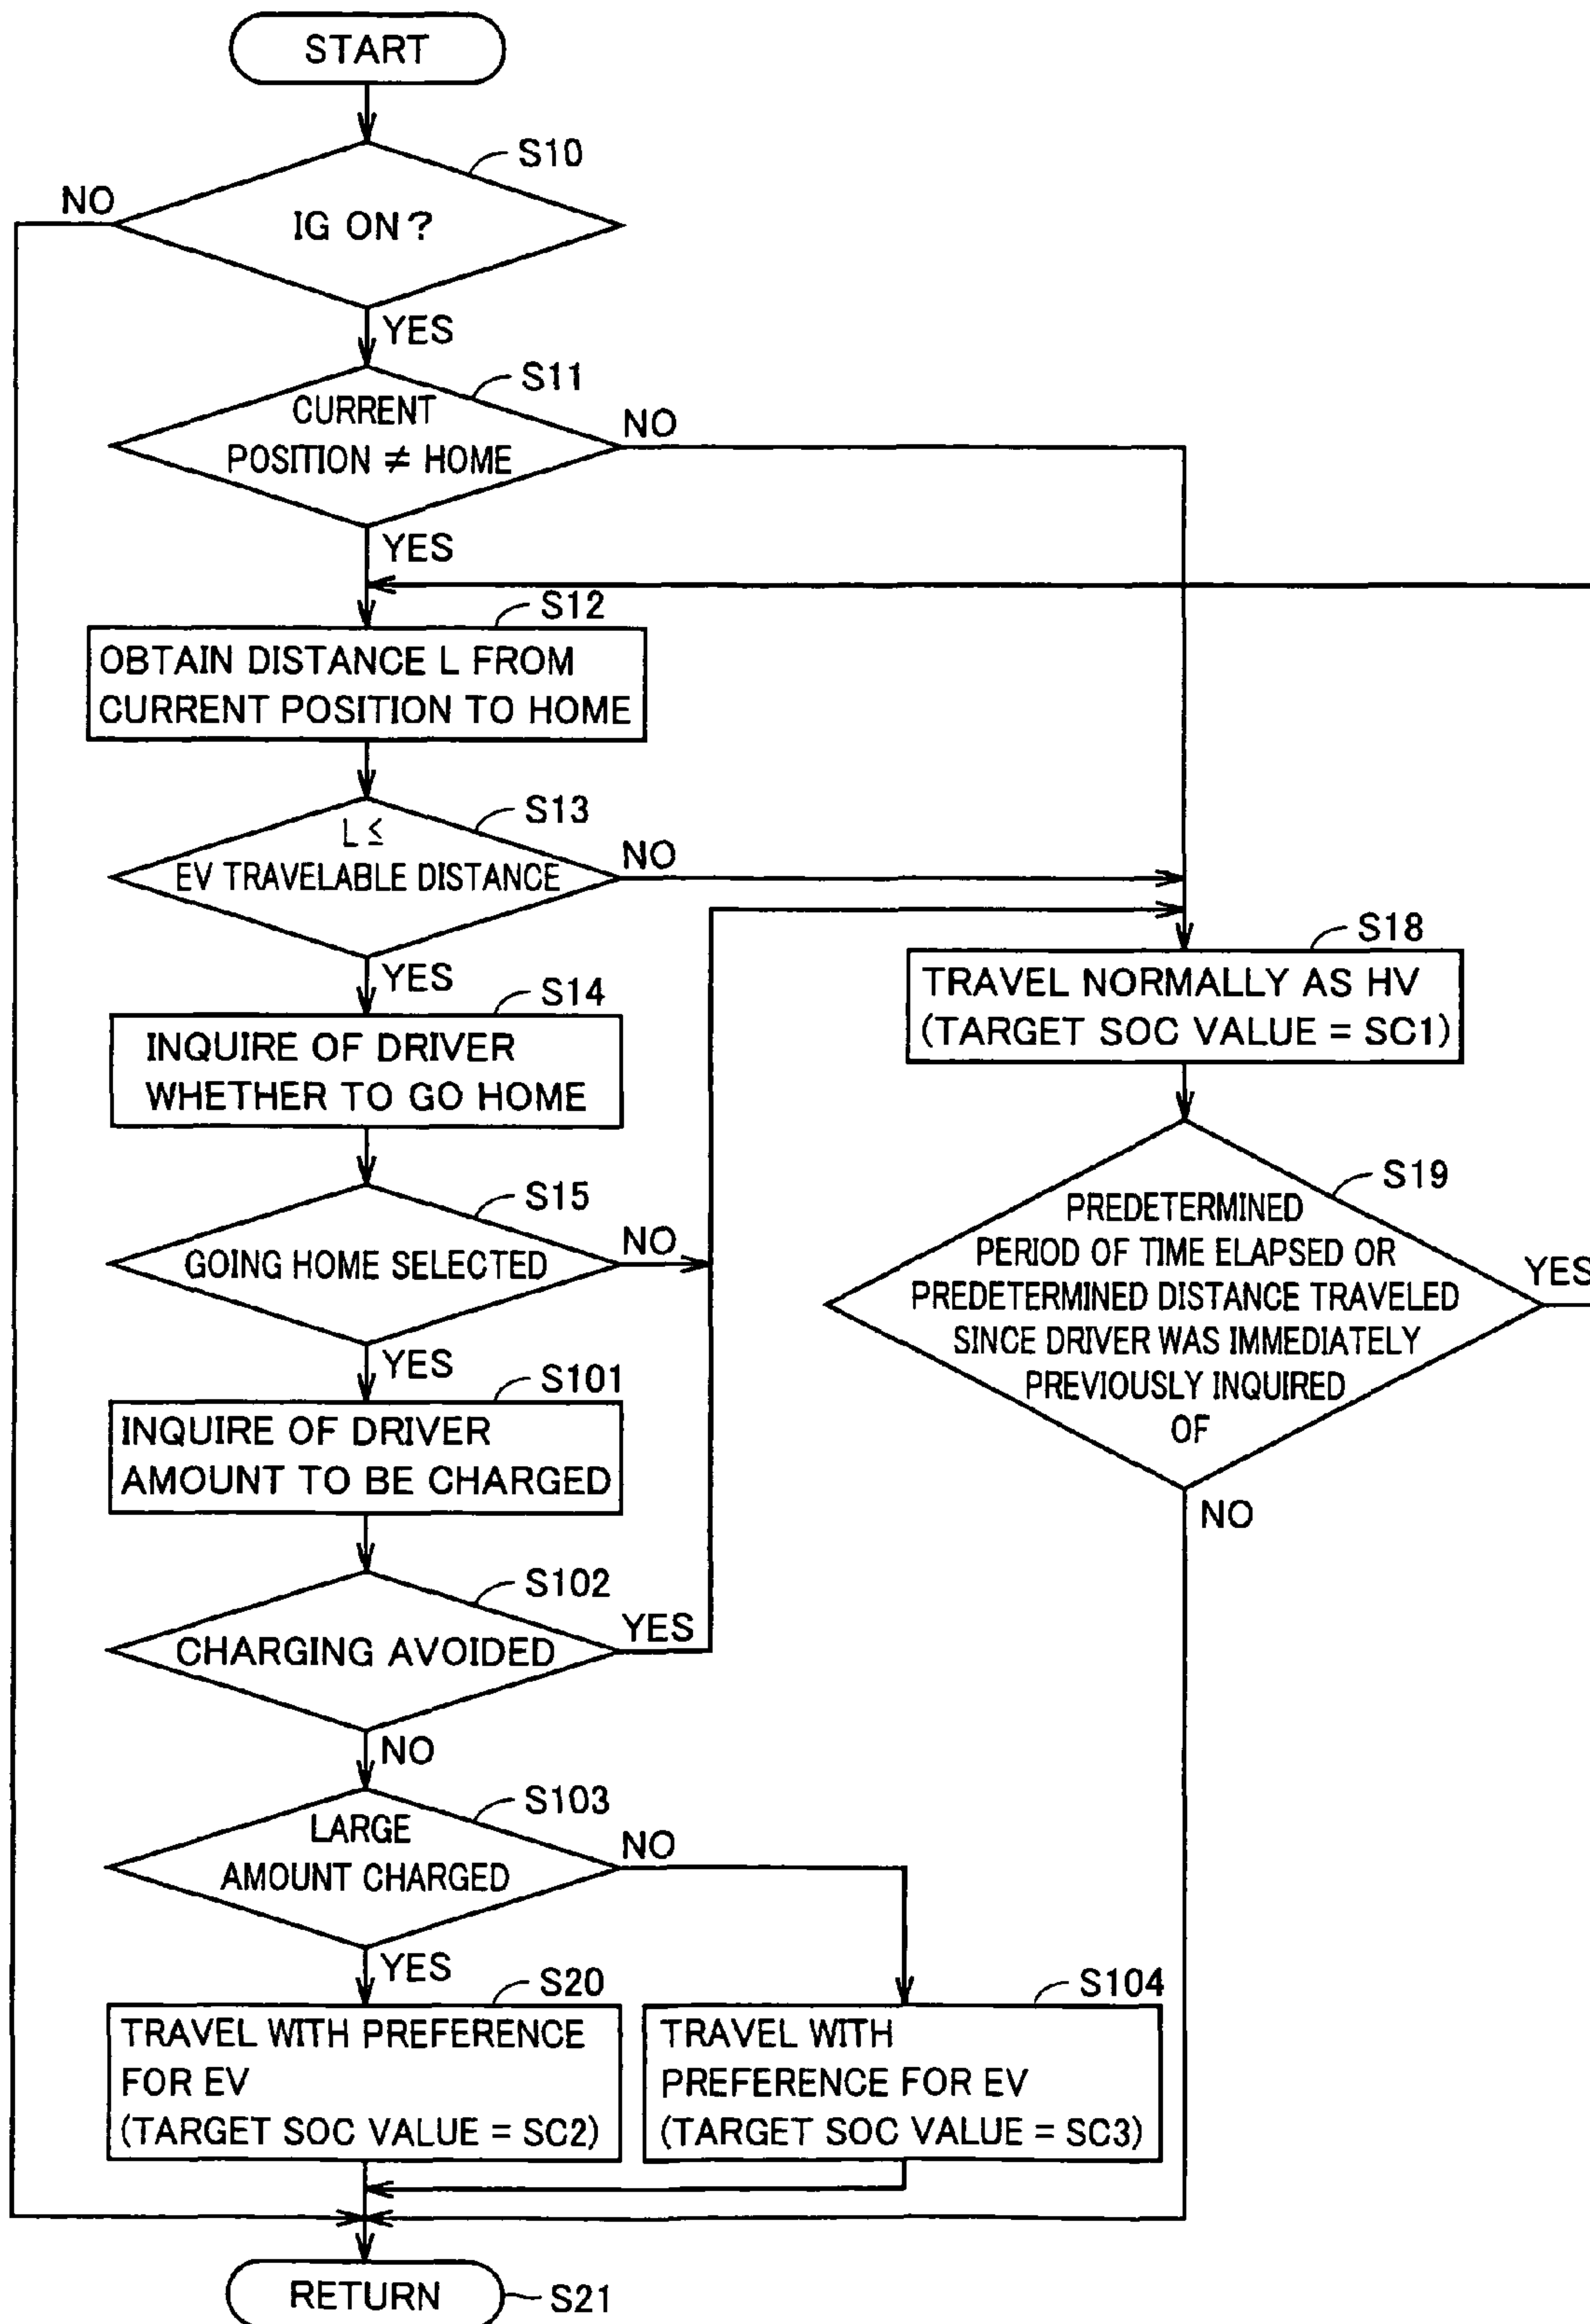 START
S10
NO
IG ON?
YES
S11
CURRENT
POSITION ≠ HOME
NO
YES
S12
OBTAIN DISTANCE L FROM
CURRENT POSITION TO HOME
S13
L ≤
EV TRAVELABLE DISTANCE
NO
YES
S14
INQUIRE OF DRIVER
WHETHER TO GO HOME
S15
GOING HOME SELECTED
NO
YES
S101
INQUIRE OF DRIVER
AMOUNT TO BE CHARGED
S102
CHARGING AVOIDED
YES
NO
S103
LARGE
AMOUNT CHARGED
NO
YES
S20
TRAVEL WITH PREFERENCE
FOR EV
(TARGET SOC VALUE = SC2)
S104
TRAVEL WITH
PREFERENCE FOR EV
(TARGET SOC VALUE = SC3)
S18
TRAVEL NORMALLY AS HV
(TARGET SOC VALUE = SC1)
S19
PREDETERMINED
PERIOD OF TIME ELAPSED OR
PREDETERMINED DISTANCE TRAVELED
SINCE DRIVER WAS IMMEDIATELY
PREVIOUSLY INQUIRED
OF
YES
NO
RETURN
S21